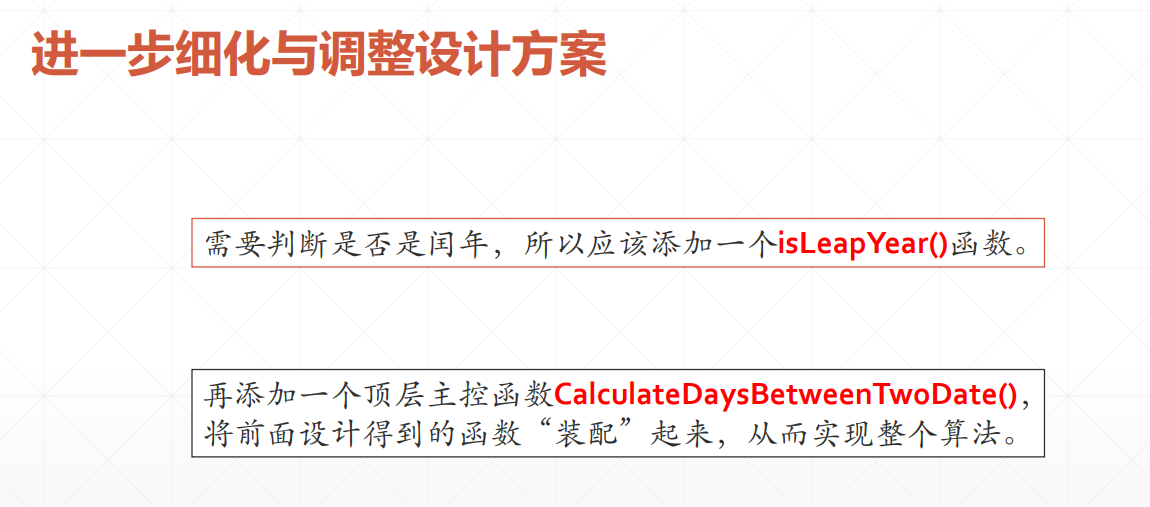 进一步细化与调整设计方案
需要判断是否是闰年，所以应该添加一个isLeapYear()函数。
再添加一个顶层主控函数CalculateDaysBetweenTwoDate()，
将前面设计得到的函数“装配”起来，从而实现整个算法。